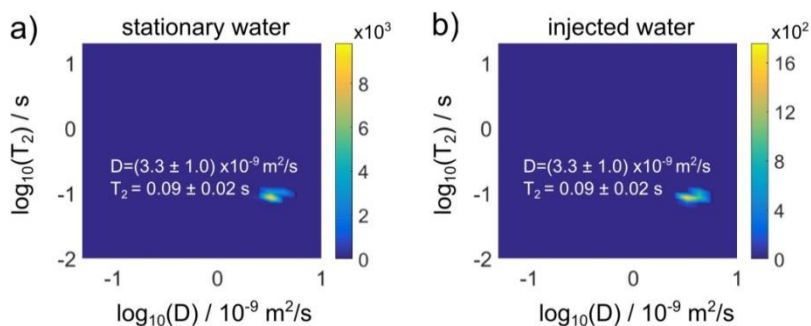 a)
stationary water
x10³
log₁₀(T₂) / s
1
0
-1
-2
D=(3.3 ± 1.0) x10⁻⁹ m²/s
T₂ = 0.09 ± 0.02 s
-1
0
1
log₁₀(D) / 10⁻⁹ m²/s
8
6
4
2
0
b)
injected water
x10²
log₁₀(T₂) / s
1
0
-1
-2
D=(3.3 ± 1.0) x10⁻⁹ m²/s
T₂ = 0.09 ± 0.02 s
-1
0
1
log₁₀(D) / 10⁻⁹ m²/s
16
12
80
40
0